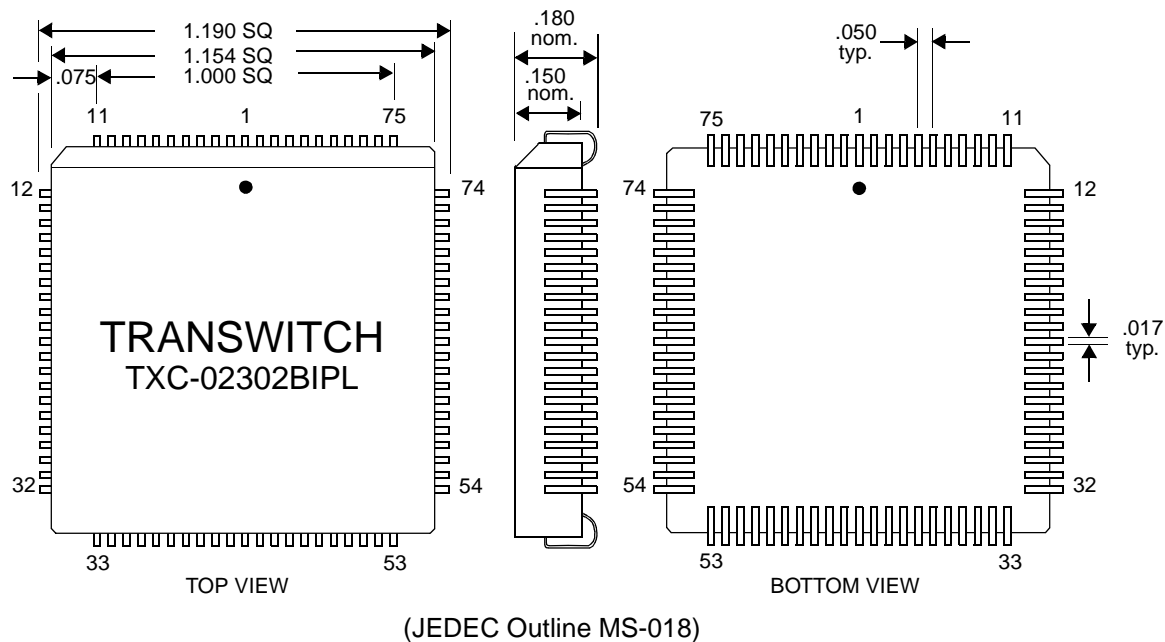 1.190 SQ
1.154 SQ
.075
1.000 SQ
.180
nom.
.150
nom.
.050
typ.
11
1
75
75
1
11
12
74
74
12
TRANSWITCH
TXC-02302BIPL
.017
typ.
32
54
54
32
33
53
53
33
TOP VIEW
BOTTOM VIEW
(JEDEC Outline MS-018)